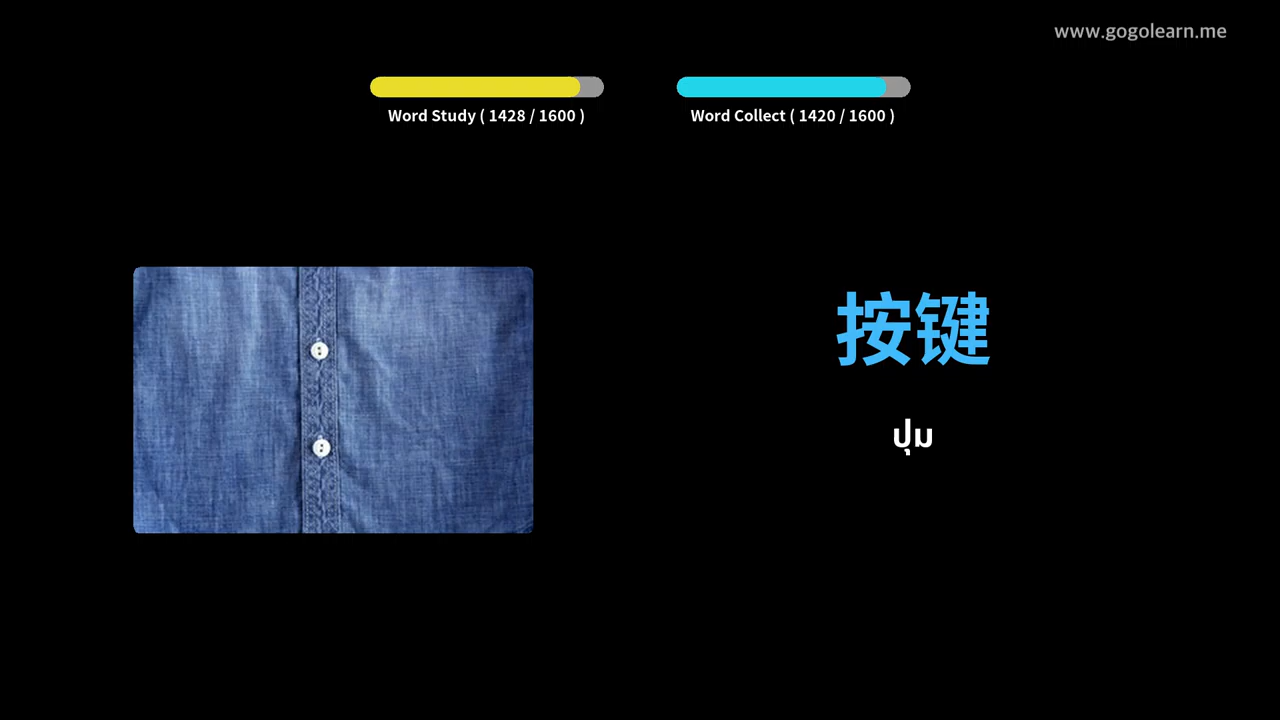 www.gogolearn.me
Word Study ( 1428 / 1600 )
Word Collect ( 1420 / 1600 )
按键
ปุ่ม